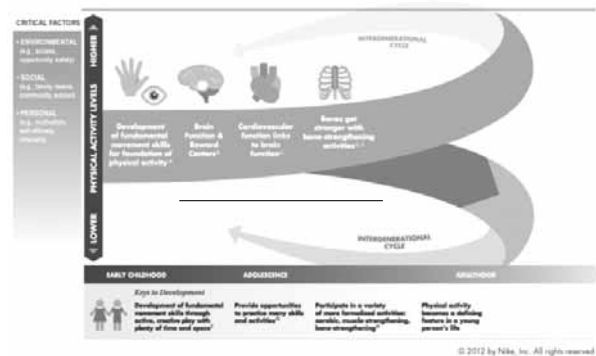 CRITICAL FACTORS
• ENVIRONMENTAL
(e.g., access,
opportunity, safety)
• SOCIAL
(e.g., family, teams,
community,
• PERSONAL
(e.g., motivation,
self-efficacy,
PHYSICAL ACTIVITY LEVELS
HIGHER
LOWER
INTERGENERATIONAL
CYCLE
Development
of fundamental
movement skills
for foundation of
physical activity
Brain
Function &
Reward
Centers
Cardiovascular
function links
to brain
function
Bones get
stronger with
bone-strengthening
activities
INTERGENERATIONAL
CYCLE
EARLY CHILDHOOD
ADOLESCENCE
ADULTHOOD
Keys to Development
Development of fundamental
movement skills through
active, creative play with
plenty of time and space
Provide opportunities
to practice many skills
and activities
Participate in a variety
of more formalized activities:
aerobic, muscle-strengthening,
bone-strengthening
Physical activity
becomes a defining
feature in a young
person's life
© 2012 by Nike, Inc. All rights reserved